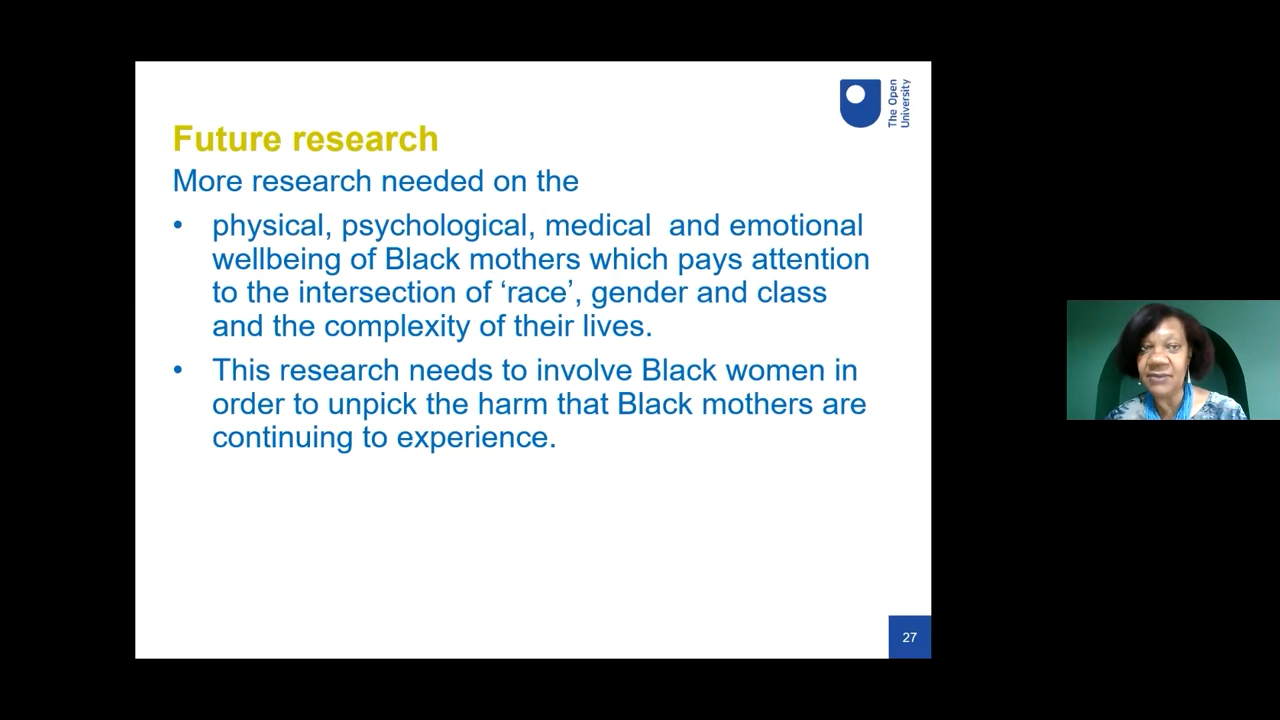 The Open
University
Future research
More research needed on the
• physical, psychological, medical  and emotional
wellbeing of Black mothers which pays attention
to the intersection of ‘race’, gender and class
and the complexity of their lives.
• This research needs to involve Black women in
order to unpick the harm that Black mothers are
continuing to experience.
27